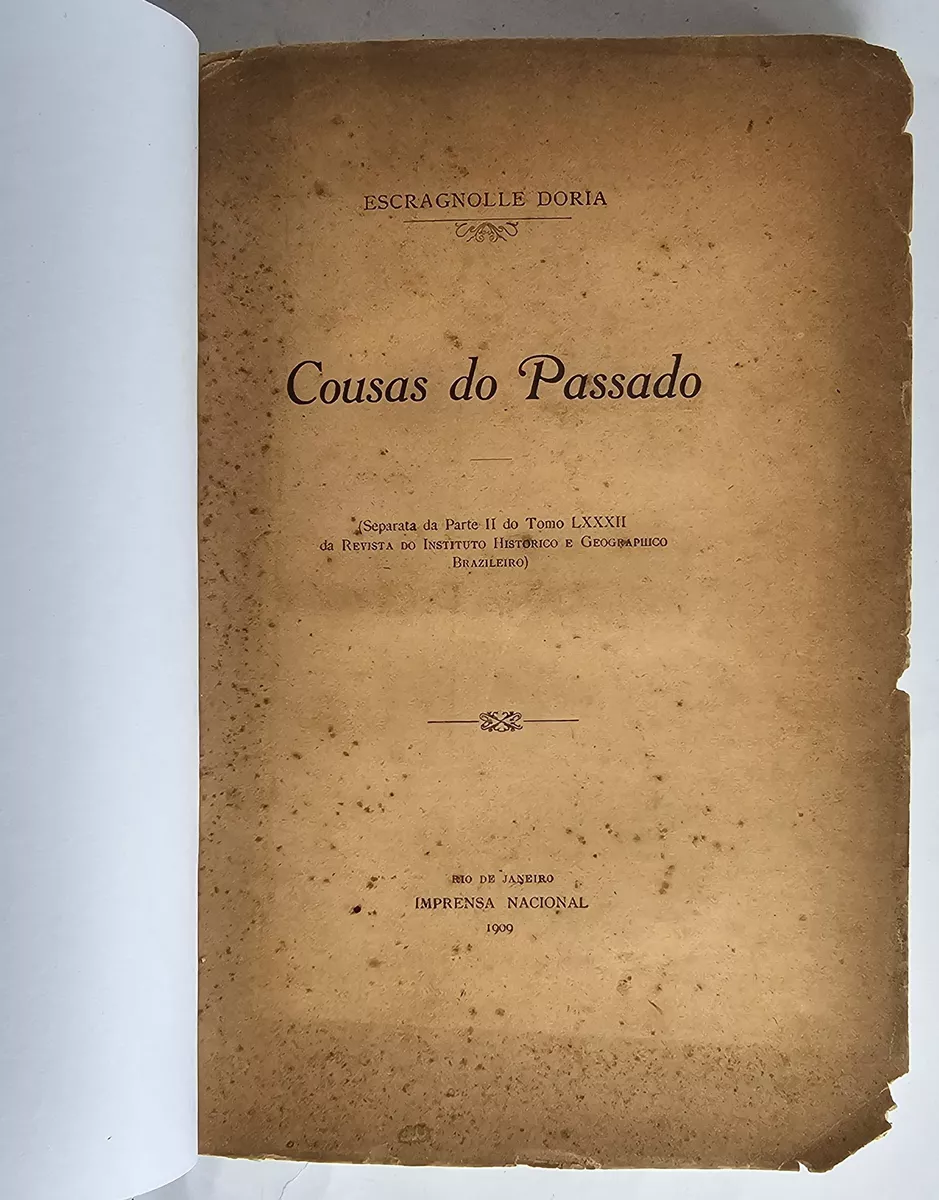 ESCRAGNOLLE DORIA
Cousas do Passado
(Separata da Parte II do Tomo LXXXII
da REVISTA DO INSTITUTO HISTORICO E GEOGRAPHICO
BRAZILEIRO)
RIO DE JANEIRO
IMPRENSA NACIONAL
1909